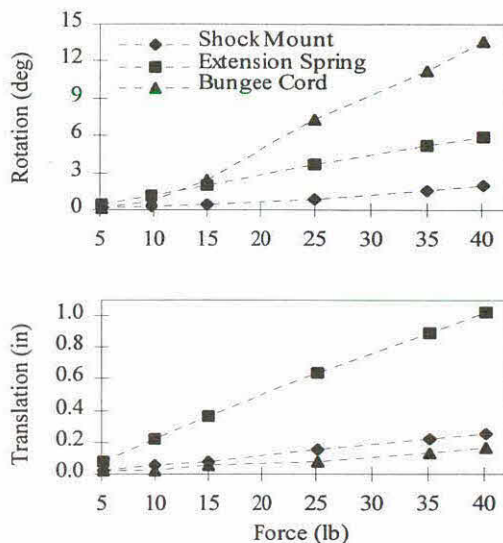 15
12
9
6
3
0
Rotation (deg)
Shock Mount
Extension Spring
Bungee Cord
5 10 15 20 25 30 35 40
1.0
0.8
0.6
0.4
0.2
0.0
Translation (in)
5 10 15 20 25 30 35 40
Force (lb)